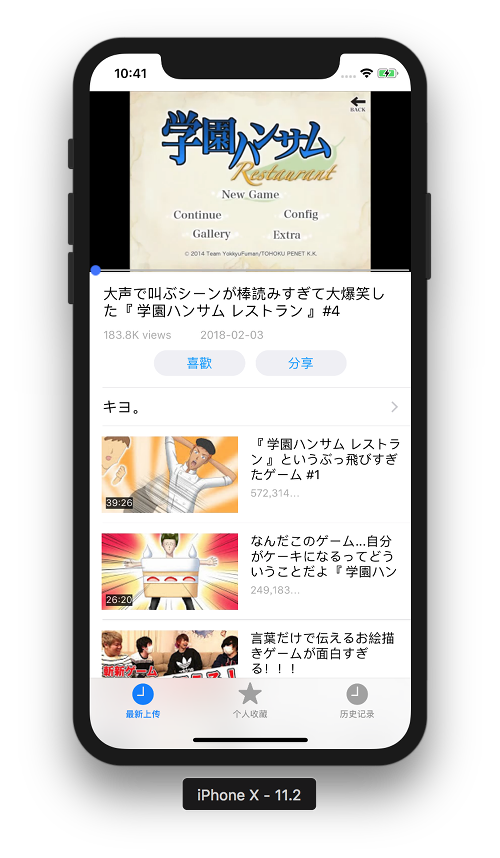 10:41
BACK
学園ハンサム
Restaurant
New Game
Continue
Config
Gallery
Extra
© 2014 Team YokkyuFuman/TOHOKU PENET K.K.
大声で叫ぶシーンが棒読みすぎて大爆笑し
た『 学園ハンサム レストラン 』#4
183.8K views
2018-02-03
喜歡
分享
キヨ。
『 学園ハンサム レストラ
ン 』というぶっ飛びすぎ
たゲーム #1
572,314...
39:26
なんだこのゲーム…自分
がケーキになるってどう
いうことだよ『 学園ハン
249,183...
26:20
言葉だけで伝えるお絵描
きゲームが面白すぎ
る！！！
斬新ゲーム
最新上传
个人收藏
历史记录
iPhone X - 11.2